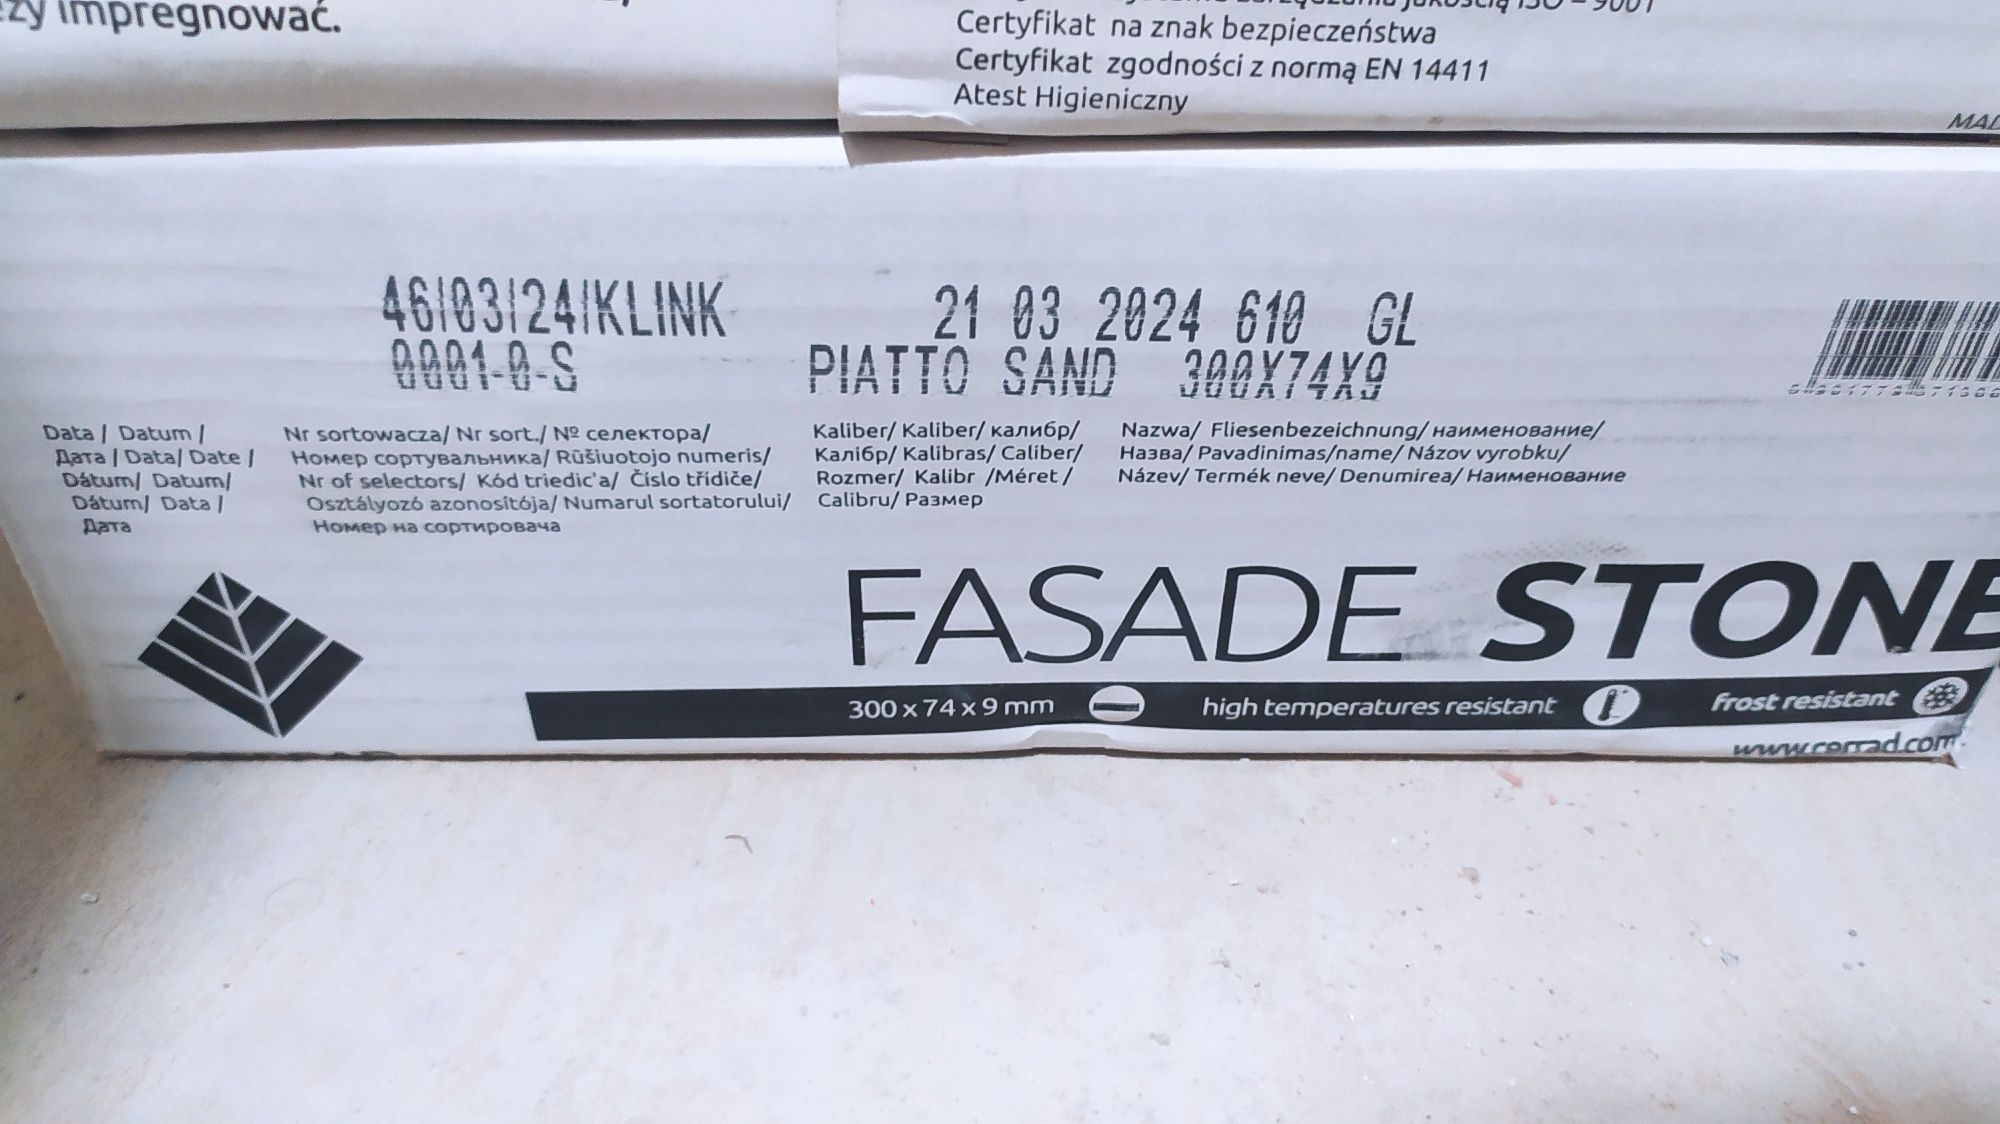 impregnować.
ISO – 9001
Certyfikat na znak bezpieczeństwa
Certyfikat zgodności z normą EN 14411
Atest Higieniczny
46/03/24/KLINK
0001-0-S
21 03 2024 610 GL
PIATTO SAND 300X74X9
Data / Datum /
Дата / Data/ Date /
Dátum/ Datum/
Dátum/ Data /
Дата
Nr sortowacza/ Nr sort./ № селектора/
Номер сортувальника/ Rūšiuotojo numeris/
Nr of selectors/ Kód triedic'a/ Číslo třídiče/
Osztályozó azonosítója/ Numarul sortatorului/
Номер на сортировача
Kaliber/ Kaliber/ калибр/
Калібр/ Kalibras/ Caliber/
Rozmer/ Kalibr /Méret /
Calibru/ Размер
Nazwa/ Fliesenbezeichnung/ наименование/
Назва/ Pavadinimas/name/ Názov vyrobku/
Název/ Termék neve/ Denumirea/ Наименование
FASADE STONE
300 x 74 x 9 mm
high temperatures resistant
frost resistant
www.cerrad.com